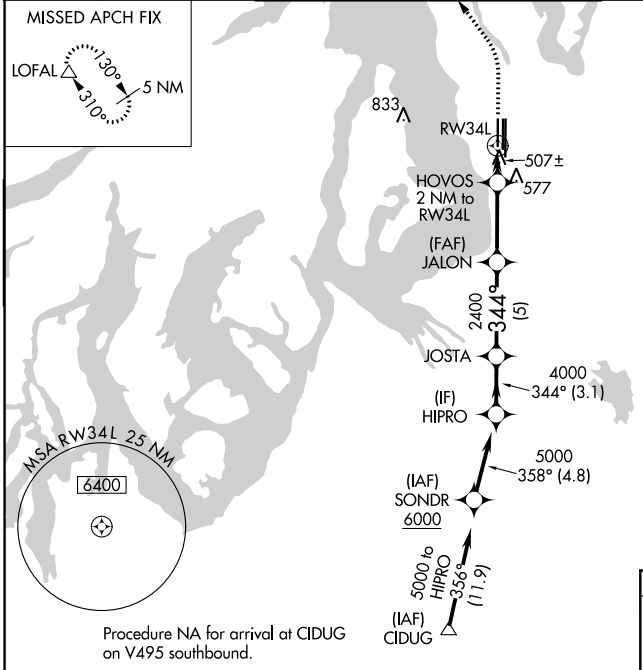 MISSED APCH FIX
LOFAL
130°
310°
5 NM
833
RW34L
507±
HOVOS
2 NM to
RW34L
577
(FAF)
JALON
2400
344°
(5)
JOSTA
4000
344° (3.1)
(IF)
HIPRO
5000
358° (4.8)
(IAF)
SONDR
6000
5000 to
HIPRO
356°
(11.9)
(IAF)
CIDUG
MSA RW34L 25 NM
6400
Procedure NA for arrival at CIDUG
on V495 southbound.